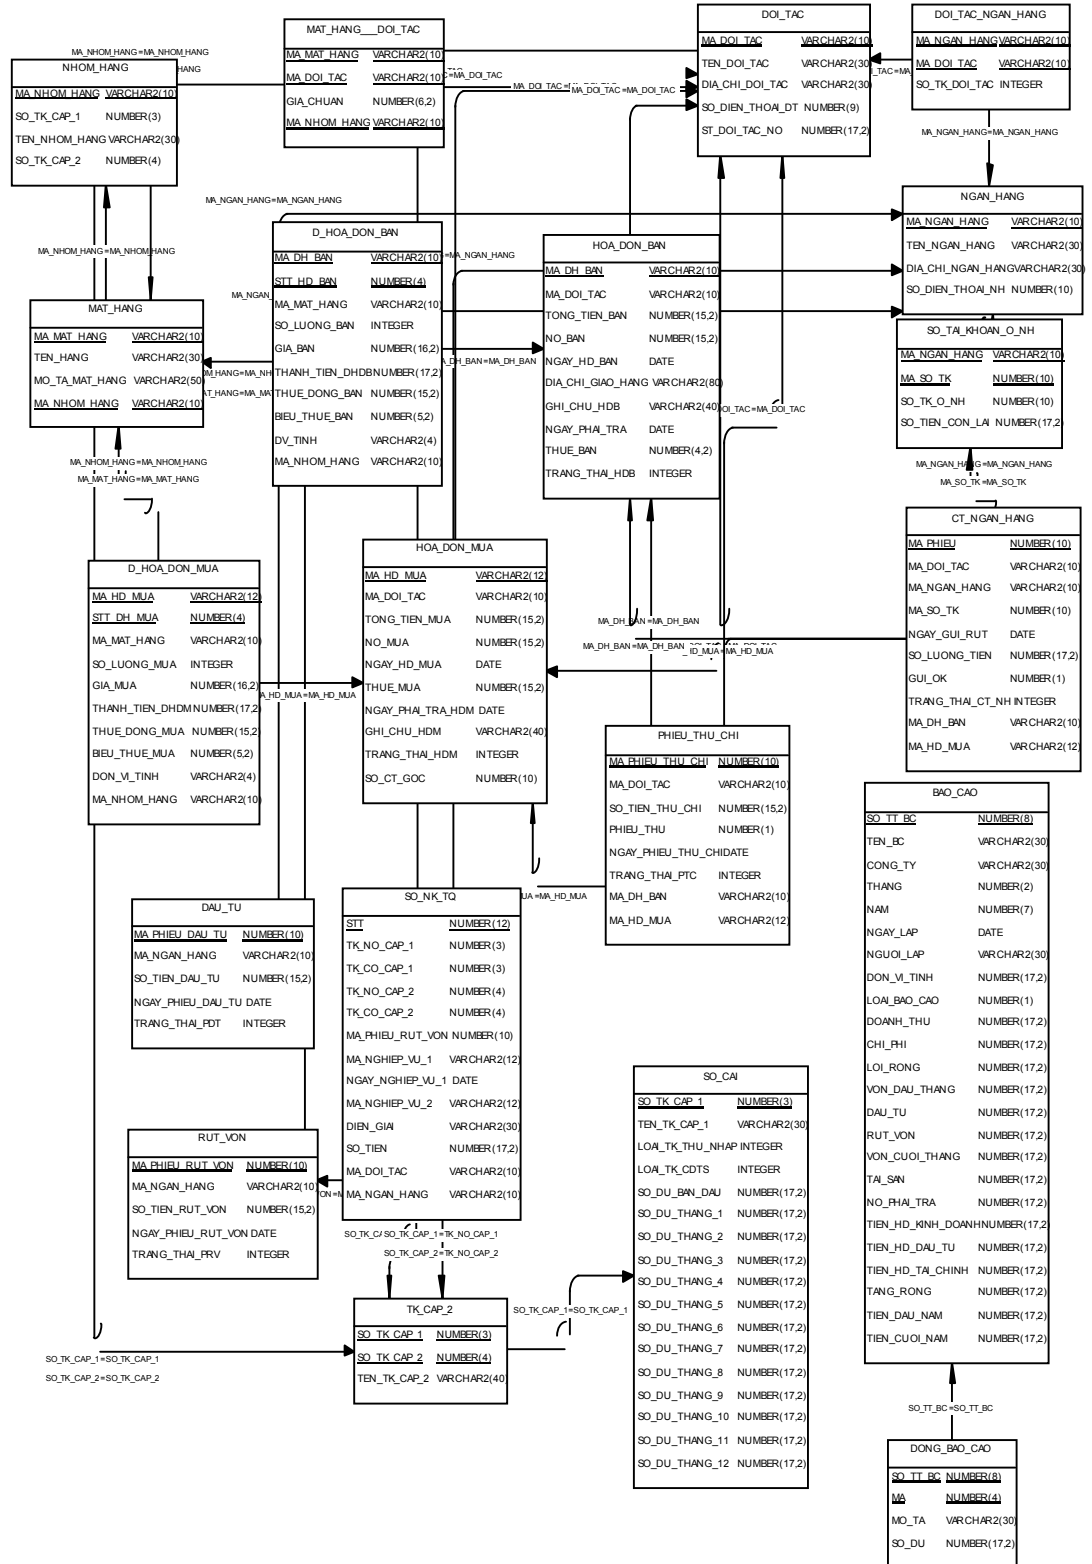 MAT_HANG___DOI_TAC
MA_MAT_HANG VARCHAR2(10)
MA_DOI_TAC VARCHAR2(10)
GIA_CHUAN NUMBER(6,2)
MA_NHOM_HANG VARCHAR2(10)
DOI_TAC
MA_DOI_TAC VARCHAR2(10)
TEN_DOI_TAC VARCHAR2(30)
DIA_CHI_DOI_TAC VARCHAR2(30)
SO_DIEN_THOAI_DT NUMBER(9)
ST_DOI_TAC_NO NUMBER(17,2)
DOI_TAC_NGAN_HANG
MA_NGAN_HANG VARCHAR2(10)
MA_DOI_TAC VARCHAR2(10)
SO_TK_DOI_TAC INTEGER
MA_NHOM_HANG=MA_NHOM_HANG
HANG
NHOM_HANG
MA_NHOM_HANG VARCHAR2(10)
SO_TK_CAP_1 NUMBER(3)
TEN_NHOM_HANG VARCHAR2(30)
SO_TK_CAP_2 NUMBER(4)
C=MA_DOI_TAC
MA_DOI_TAC=
MA_DOI_TAC=MA_DOI_TAC
I_TAC=MA_
MA_NGAN_HANG=MA_NGAN_HANG
MA_NGAN_HANG=MA_NGAN_HANG
NGAN_HANG
MA_NGAN_HANG VARCHAR2(10)
TEN_NGAN_HANG VARCHAR2(30)
DIA_CHI_NGAN_HANG VARCHAR2(30)
SO_DIEN_THOAI_NH NUMBER(10)
D_HOA_DON_BAN
MA_DH_BAN VARCHAR2(10)
STT_HD_BAN NUMBER(4)
MA_MAT_HANG VARCHAR2(10)
SO_LUONG_BAN INTEGER
GIA_BAN NUMBER(16,2)
THANH_TIEN_DHDB NUMBER(17,2)
THUE_DONG_BAN NUMBER(15,2)
BIEU_THUE_BAN NUMBER(5,2)
DV_TINH VARCHAR2(4)
MA_NHOM_HANG VARCHAR2(10)
=MA_NGAN_HANG
HOA_DON_BAN
MA_DH_BAN VARCHAR2(10)
MA_DOI_TAC VARCHAR2(10)
TONG_TIEN_BAN NUMBER(15,2)
NO_BAN NUMBER(15,2)
NGAY_HD_BAN DATE
DIA_CHI_GIAO_HANG VARCHAR2(80)
GHI_CHU_HDB VARCHAR2(40)
NGAY_PHAI_TRA DATE
THUE_BAN NUMBER(4,2)
TRANG_THAI_HDB INTEGER
MA_NHOM_HANG=MA_NHOM_HANG
MA_NGAN
MAT_HANG
MA_MAT_HANG VARCHAR2(10)
TEN_HANG VARCHAR2(30)
MO_TA_MAT_HANG VARCHAR2(50)
MA_NHOM_HANG VARCHAR2(10)
OM_HANG=MA_NH
AT_HANG=MA_MAT
A_DH_BAN=MA_DH_BAN
OI_TAC=MA_DOI_TAC
SO_TAI_KHOAN_O_NH
MA_NGAN_HANG VARCHAR2(10)
MA_SO_TK NUMBER(10)
SO_TK_O_NH NUMBER(10)
SO_TIEN_CON_LAI NUMBER(17,2)
MA_NHOM_HANG=MA_NHOM_HANG
MA_MAT_HANG=MA_MAT_HANG
MA_NGAN_HANG=MA_NGAN_HANG
MA_SO_TK=MA_SO_TK
CT_NGAN_HANG
MA_PHIEU NUMBER(10)
MA_DOI_TAC VARCHAR2(10)
MA_NGAN_HANG VARCHAR2(10)
MA_SO_TK NUMBER(10)
NGAY_GUI_RUT DATE
SO_LUONG_TIEN NUMBER(17,2)
GUI_OK NUMBER(1)
TRANG_THAI_CT_NH INTEGER
MA_DH_BAN VARCHAR2(10)
MA_HD_MUA VARCHAR2(12)
D_HOA_DON_MUA
MA_HD_MUA VARCHAR2(12)
STT_DH_MUA NUMBER(4)
MA_MAT_HANG VARCHAR2(10)
SO_LUONG_MUA INTEGER
GIA_MUA NUMBER(16,2)
THANH_TIEN_DHDM NUMBER(17,2)
THUE_DONG_MUA NUMBER(15,2)
BIEU_THUE_MUA NUMBER(5,2)
DON_VI_TINH VARCHAR2(4)
MA_NHOM_HANG VARCHAR2(10)
A_HD_MUA=MA_HD_MUA
HOA_DON_MUA
MA_HD_MUA VARCHAR2(12)
MA_DOI_TAC VARCHAR2(10)
TONG_TIEN_MUA NUMBER(15,2)
NO_MUA NUMBER(15,2)
NGAY_HD_MUA DATE
THUE_MUA NUMBER(15,2)
NGAY_PHAI_TRA_HDM DATE
GHI_CHU_HDM VARCHAR2(40)
TRANG_THAI_HDM INTEGER
SO_CT_GOC NUMBER(10)
MA_DH_BAN=MA_DH_BAN
MA_DH_BAN=MA_DH_BAN
_MUA=MA_HD_MUA
PHIEU_THU_CHI
MA_PHIEU_THU_CHI NUMBER(10)
MA_DOI_TAC VARCHAR2(10)
SO_TIEN_THU_CHI NUMBER(15,2)
PHIEU_THU NUMBER(1)
NGAY_PHIEU_THU_CHI DATE
TRANG_THAI_PTC INTEGER
MA_DH_BAN VARCHAR2(10)
MA_HD_MUA VARCHAR2(12)
UA=MA_HD_MUA
BAO_CAO
SO_TT_BC NUMBER(8)
TEN_BC VARCHAR2(30)
CONG_TY VARCHAR2(30)
THANG NUMBER(2)
NAM NUMBER(7)
NGAY_LAP DATE
NGUOI_LAP VARCHAR2(30)
DON_VI_TINH NUMBER(17,2)
LOAI_BAO_CAO NUMBER(1)
DOANH_THU NUMBER(17,2)
CHI_PHI NUMBER(17,2)
LOI_RONG NUMBER(17,2)
VON_DAU_THANG NUMBER(17,2)
DAU_TU NUMBER(17,2)
RUT_VON NUMBER(17,2)
VON_CUOI_THANG NUMBER(17,2)
TAI_SAN NUMBER(17,2)
NO_PHAI_TRA NUMBER(17,2)
TIEN_HD_KINH_DOANH NUMBER(17,2)
TIEN_HD_DAU_TU NUMBER(17,2)
TIEN_HD_TAI_CHINH NUMBER(17,2)
TANG_RONG NUMBER(17,2)
TIEN_DAU_NAM NUMBER(17,2)
TIEN_CUOI_NAM NUMBER(17,2)
DAU_TU
MA_PHIEU_DAU_TU NUMBER(10)
MA_NGAN_HANG VARCHAR2(10)
SO_TIEN_DAU_TU NUMBER(15,2)
NGAY_PHIEU_DAU_TU DATE
TRANG_THAI_PDT INTEGER
SO_NK_TQ
STT NUMBER(12)
TK_NO_CAP_1 NUMBER(3)
TK_CO_CAP_1 NUMBER(3)
TK_NO_CAP_2 NUMBER(4)
TK_CO_CAP_2 NUMBER(4)
MA_PHIEU_RUT_VON NUMBER(10)
MA_NGHIEP_VU_1 VARCHAR2(12)
NGAY_NGHIEP_VU_1 DATE
MA_NGHIEP_VU_2 VARCHAR2(12)
DIEN_GIAI VARCHAR2(30)
SO_TIEN NUMBER(17,2)
MA_DOI_TAC VARCHAR2(10)
MA_NGAN_HANG VARCHAR2(10)
RUT_VON
MA_PHIEU_RUT_VON NUMBER(10)
MA_NGAN_HANG VARCHAR2(10)
SO_TIEN_RUT_VON NUMBER(15,2)
NGAY_PHIEU_RUT_VON DATE
TRANG_THAI_PRV INTEGER
SO_CAI
SO_TK_CAP_1 NUMBER(3)
TEN_TK_CAP_1 VARCHAR2(30)
LOAI_TK_THU_NHAP INTEGER
LOAI_TK_CDTS INTEGER
SO_DU_BAN_DAU NUMBER(17,2)
SO_DU_THANG_1 NUMBER(17,2)
SO_DU_THANG_2 NUMBER(17,2)
SO_DU_THANG_3 NUMBER(17,2)
SO_DU_THANG_4 NUMBER(17,2)
SO_DU_THANG_5 NUMBER(17,2)
SO_DU_THANG_6 NUMBER(17,2)
SO_DU_THANG_7 NUMBER(17,2)
SO_DU_THANG_8 NUMBER(17,2)
SO_DU_THANG_9 NUMBER(17,2)
SO_DU_THANG_10 NUMBER(17,2)
SO_DU_THANG_11 NUMBER(17,2)
SO_DU_THANG_12 NUMBER(17,2)
SO_TK_C
SO_TK_CAP_1=TK_NO_CAP_1
SO_TK_CAP_2=TK_NO_CAP_2
TK_CAP_2
SO_TK_CAP_1 NUMBER(3)
SO_TK_CAP_2 NUMBER(4)
TEN_TK_CAP_2 VARCHAR2(40)
SO_TK_CAP_1=SO_TK_CAP_1
SO_TK_CAP_1=SO_TK_CAP_1
SO_TK_CAP_2=SO_TK_CAP_2
SO_TT_BC=SO_TT_BC
DONG_BAO_CAO
SO_TT_BC NUMBER(8)
MA NUMBER(4)
MO_TA VARCHAR2(30)
SO_DU NUMBER(17,2)